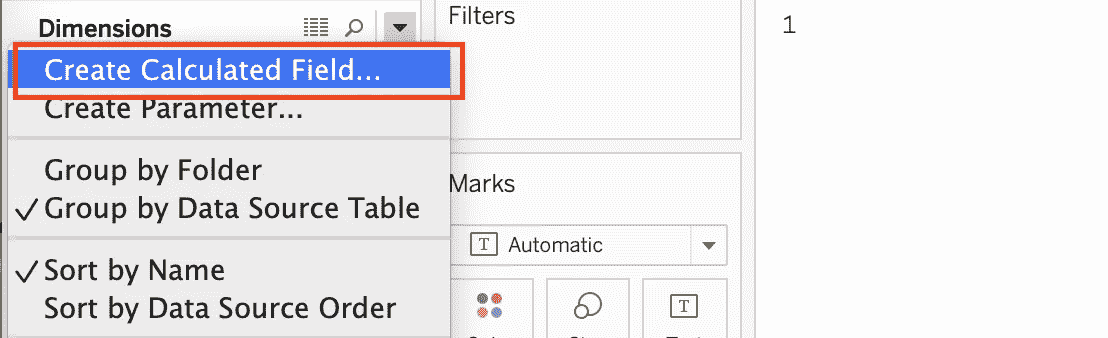 Dimensions
Create Calculated Field...
Create Parameter...
Group by Folder
✓ Group by Data Source Table
✓ Sort by Name
Sort by Data Source Order
Filters
Marks
T Automatic
T
1